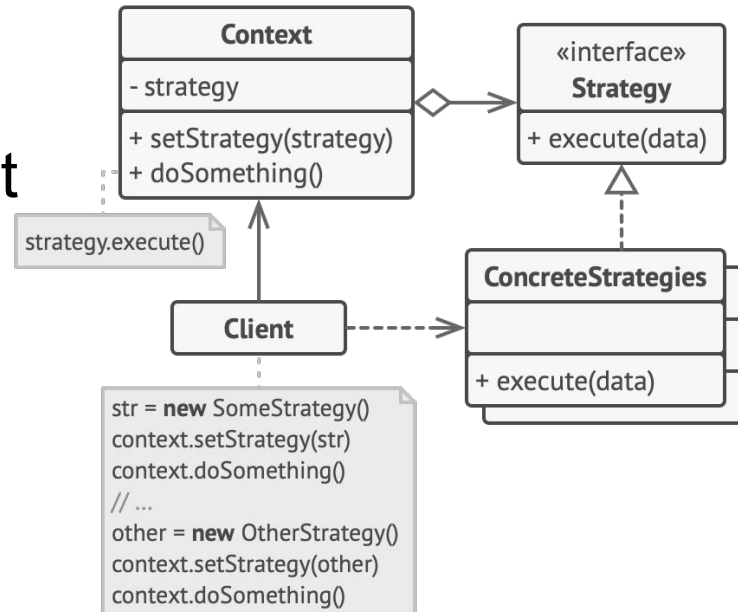 Context
- strategy
+ setStrategy(strategy)
+ doSomething()
«interface»
Strategy
+ execute(data)
t
strategy.execute()
ConcreteStrategies
+ execute(data)
Client
str = new SomeStrategy()
context.setStrategy(str)
context.doSomething()
// ...
other = new OtherStrategy()
context.setStrategy(other)
context.doSomething()